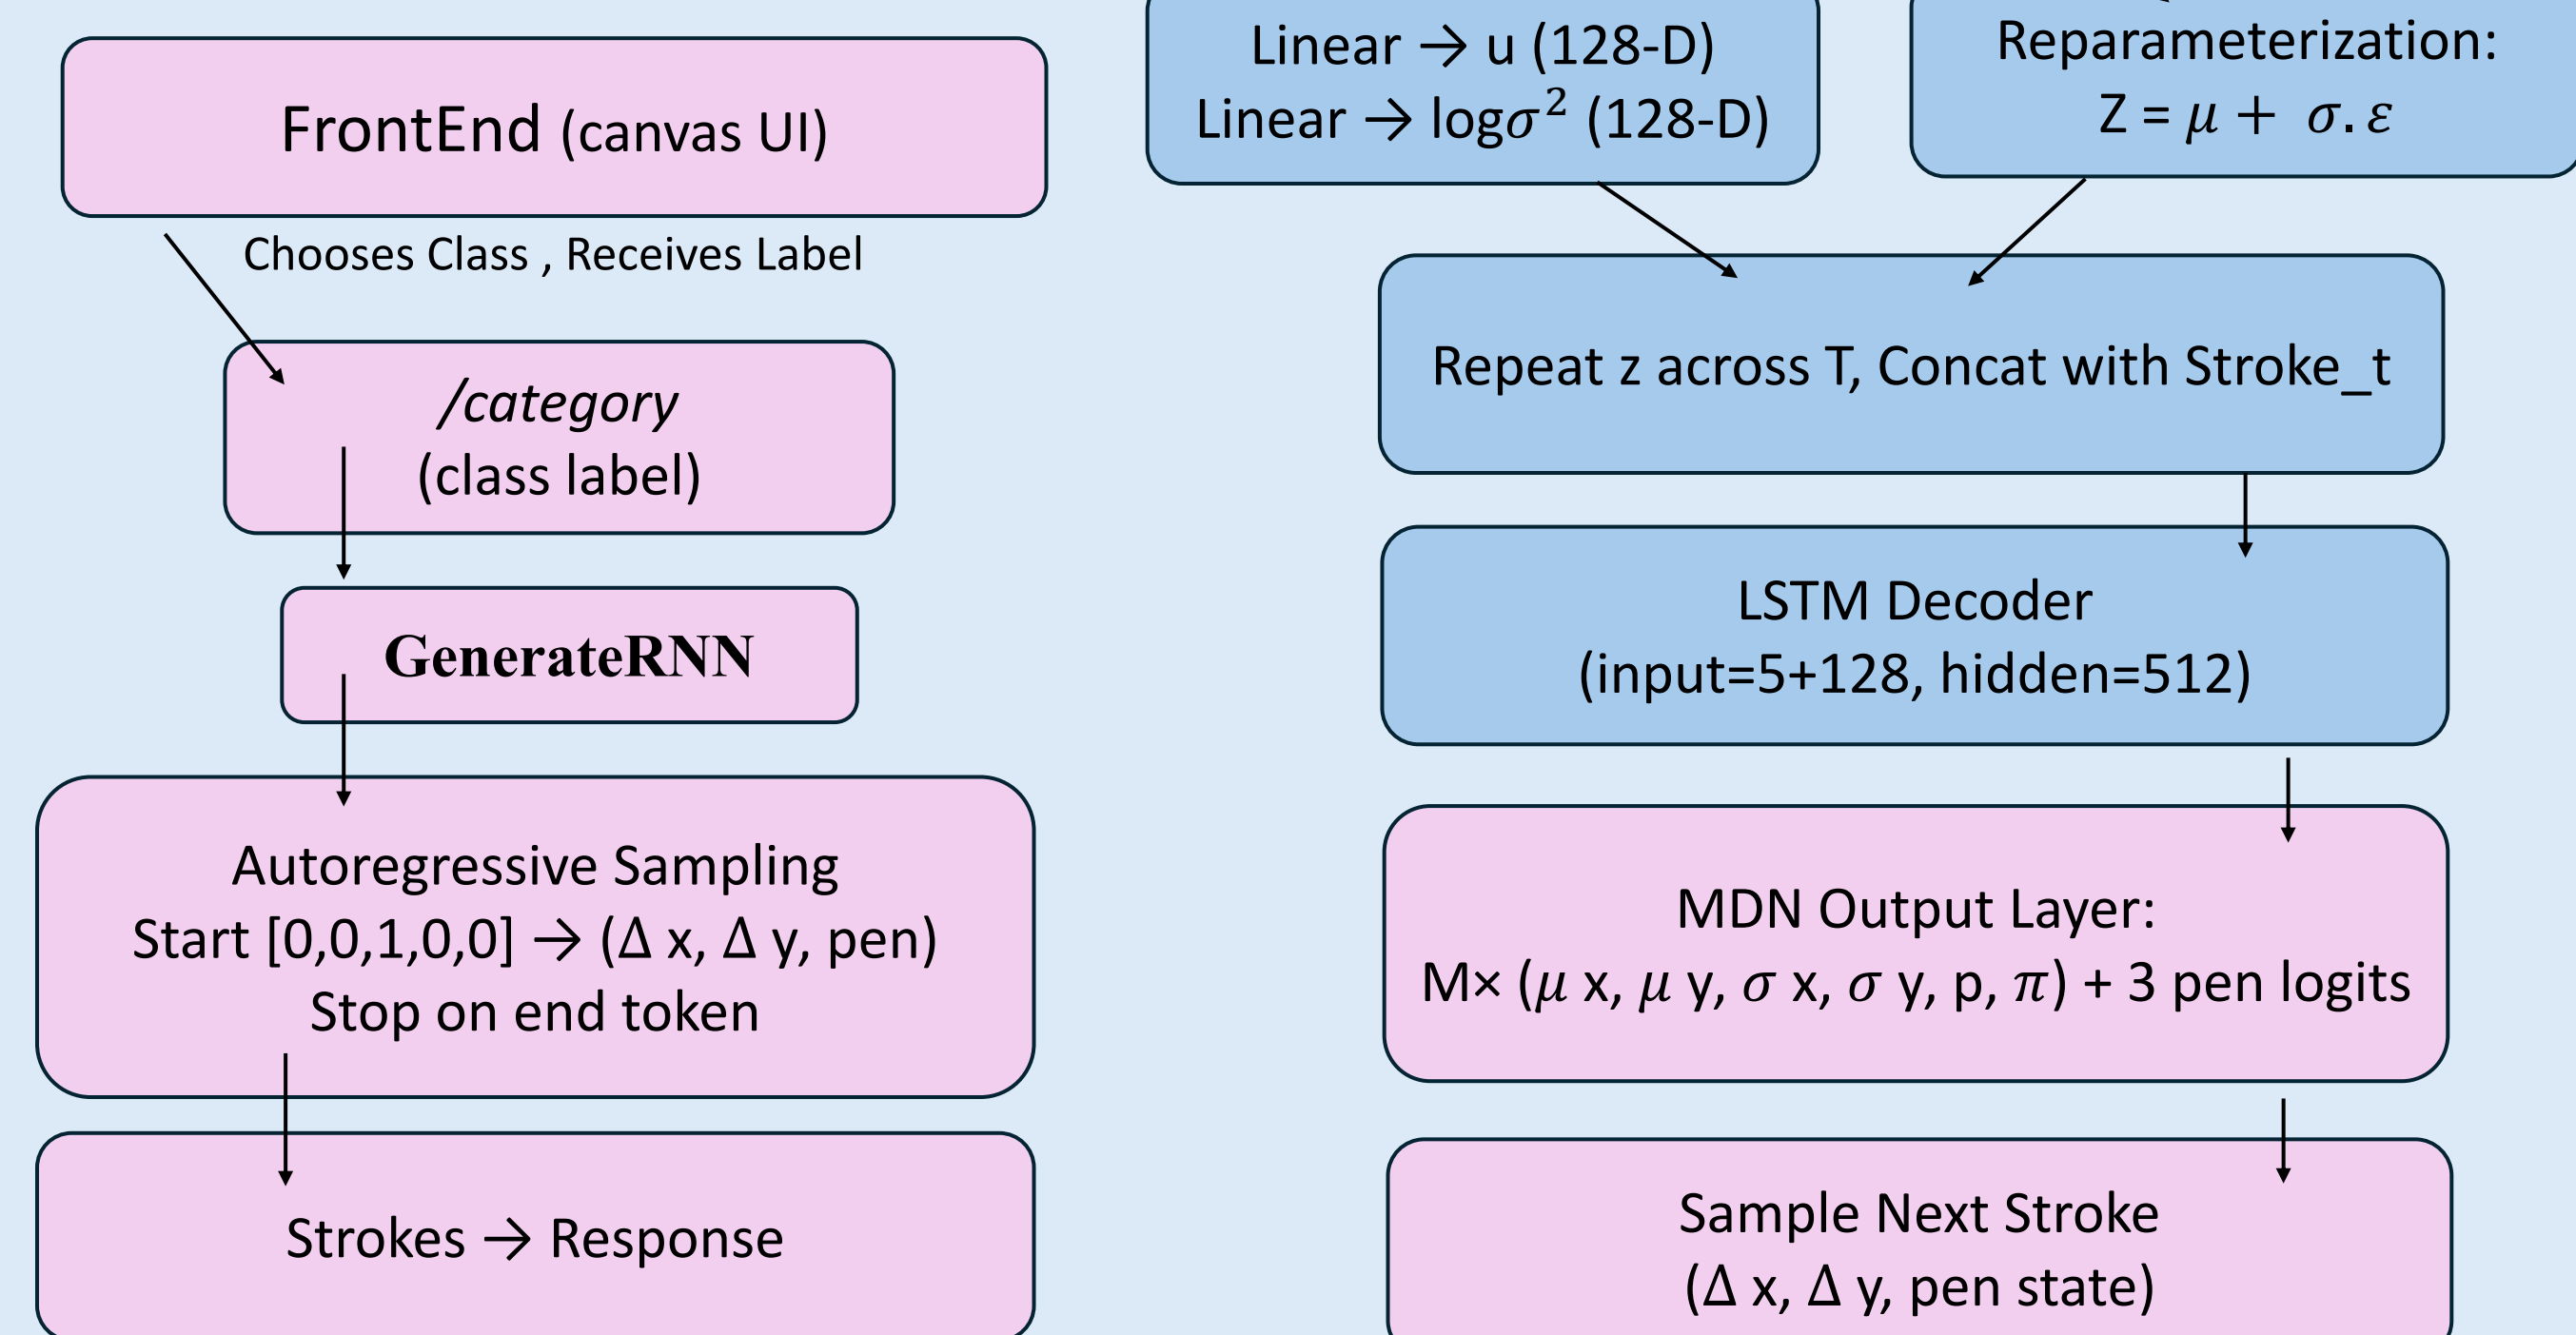 FrontEnd (canvas UI)
Chooses Class , Receives Label
/category
(class label)
GenerateRNN
Autoregressive Sampling
Start [0,0,1,0,0] → (Δ x, Δ y, pen)
Stop on end token
Strokes → Response
Linear → u (128-D)
Linear → log𝜎² (128-D)
Reparameterization:
Z = 𝜇 + 𝜎. 𝜀
Repeat z across T, Concat with Stroke_t
LSTM Decoder
(input=5+128, hidden=512)
MDN Output Layer:
M× (𝜇 x, 𝜇 y, 𝜎 x, 𝜎 y, p, 𝜋) + 3 pen logits
Sample Next Stroke
(Δ x, Δ y, pen state)